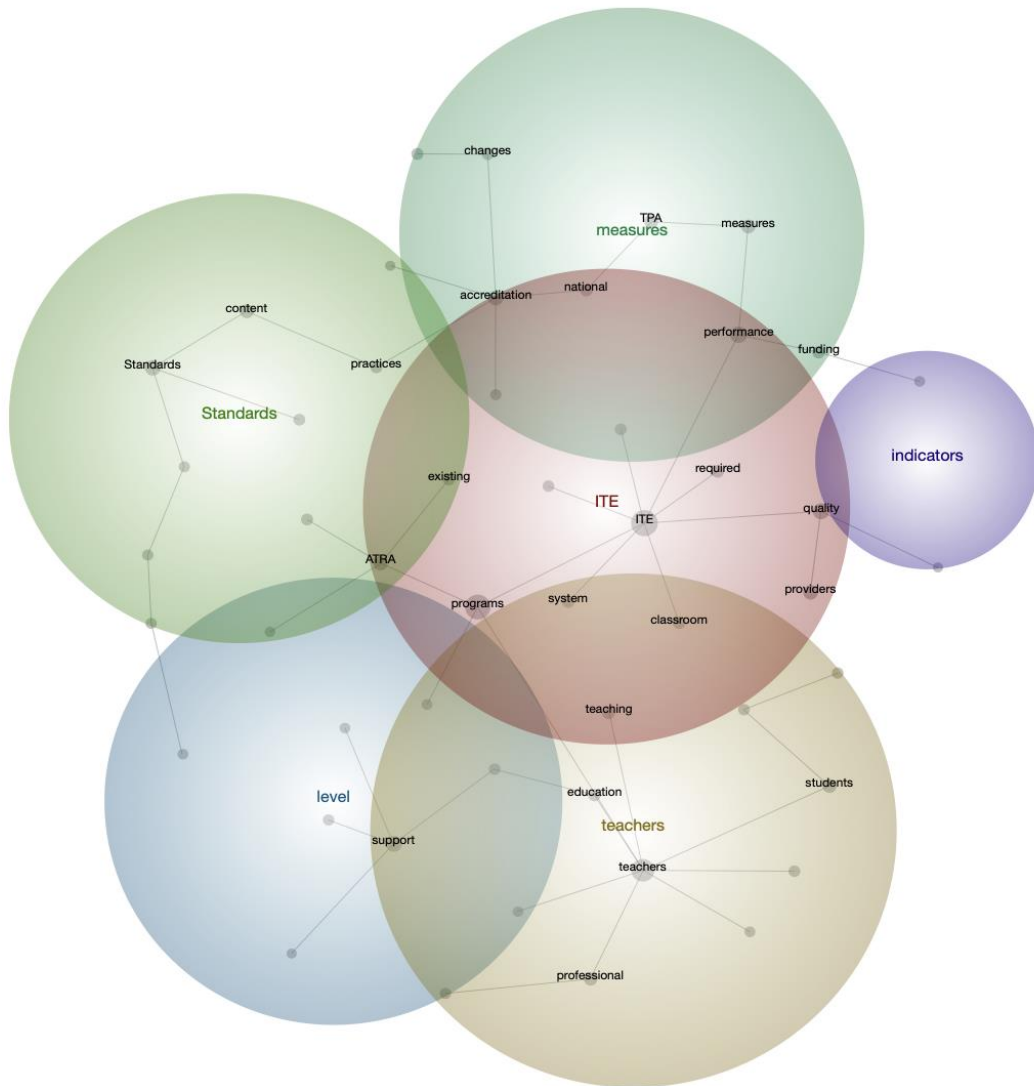 changes
TPA
measures
measures
national
accreditation
content
performance
funding
practices
Standards
Standards
indicators
required
existing
ITE
quality
ITE
ATRA
providers
system
programs
classroom
teaching
students
education
level
teachers
support
teachers
professional